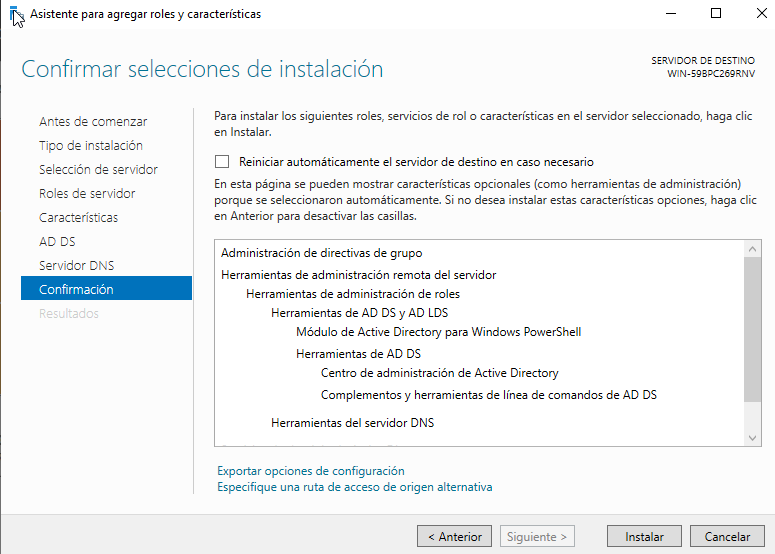 Asistente para agregar roles y características
Confirmar selecciones de instalación
SERVIDOR DE DESTINO
WIN-59BPC269RNV
Antes de comenzar
Tipo de instalación
Selección de servidor
Roles de servidor
Características
AD DS
Servidor DNS
Confirmación
Resultados
Para instalar los siguientes roles, servicios de rol o características en el servidor seleccionado, haga clic
en Instalar.
Reiniciar automáticamente el servidor de destino en caso necesario
En esta página se pueden mostrar características opcionales (como herramientas de administración)
porque se seleccionaron automáticamente. Si no desea instalar estas características opciones, haga clic
en Anterior para desactivar las casillas.
Administración de directivas de grupo
Herramientas de administración remota del servidor
Herramientas de administración de roles
Herramientas de AD DS y AD LDS
Módulo de Active Directory para Windows PowerShell
Herramientas de AD DS
Centro de administración de Active Directory
Complementos y herramientas de línea de comandos de AD DS
Herramientas del servidor DNS
Exportar opciones de configuración
Especifique una ruta de acceso de origen alternativa
< Anterior
Siguiente >
Instalar
Cancelar